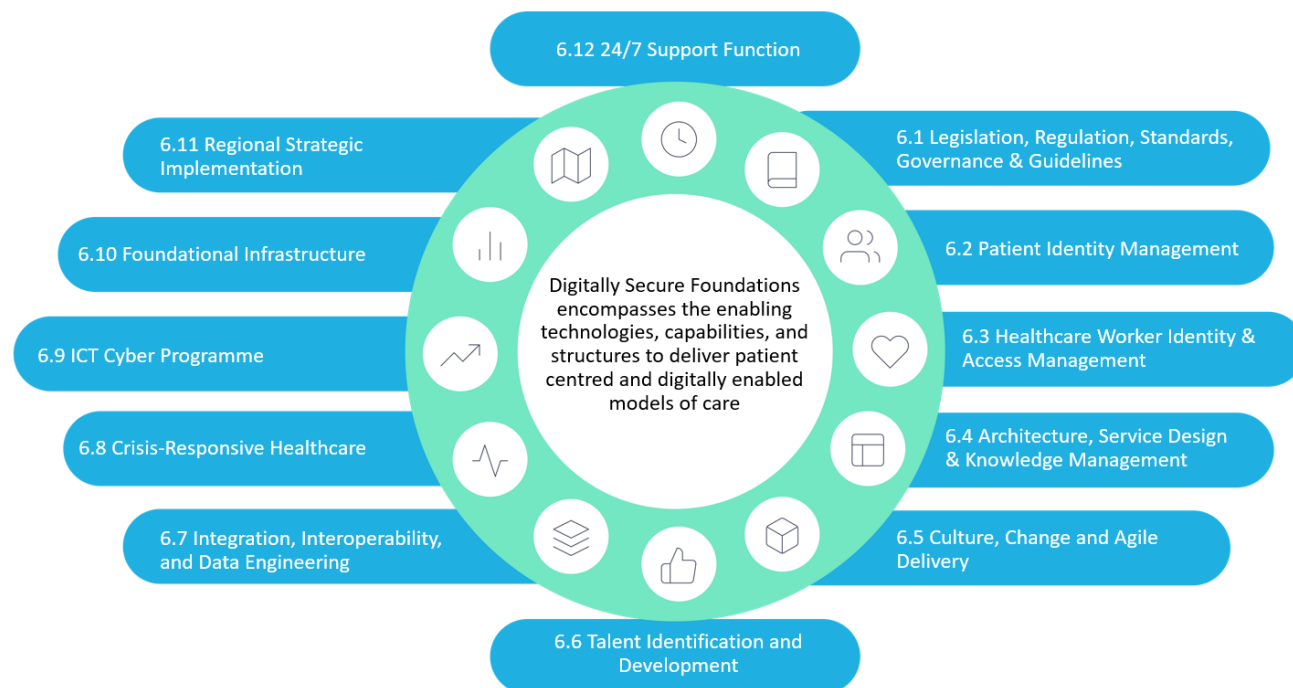 6.12 24/7 Support Function
6.1 Legislation, Regulation, Standards,
Governance & Guidelines
6.2 Patient Identity Management
6.3 Healthcare Worker Identity &
Access Management
6.4 Architecture, Service Design
& Knowledge Management
6.5 Culture, Change and Agile
Delivery
6.6 Talent Identification and
Development
6.7 Integration, Interoperability,
and Data Engineering
6.8 Crisis-Responsive Healthcare
6.9 ICT Cyber Programme
6.10 Foundational Infrastructure
6.11 Regional Strategic
Implementation
Digitally Secure Foundations
encompasses the enabling
technologies, capabilities, and
structures to deliver patient
centred and digitally enabled
models of care